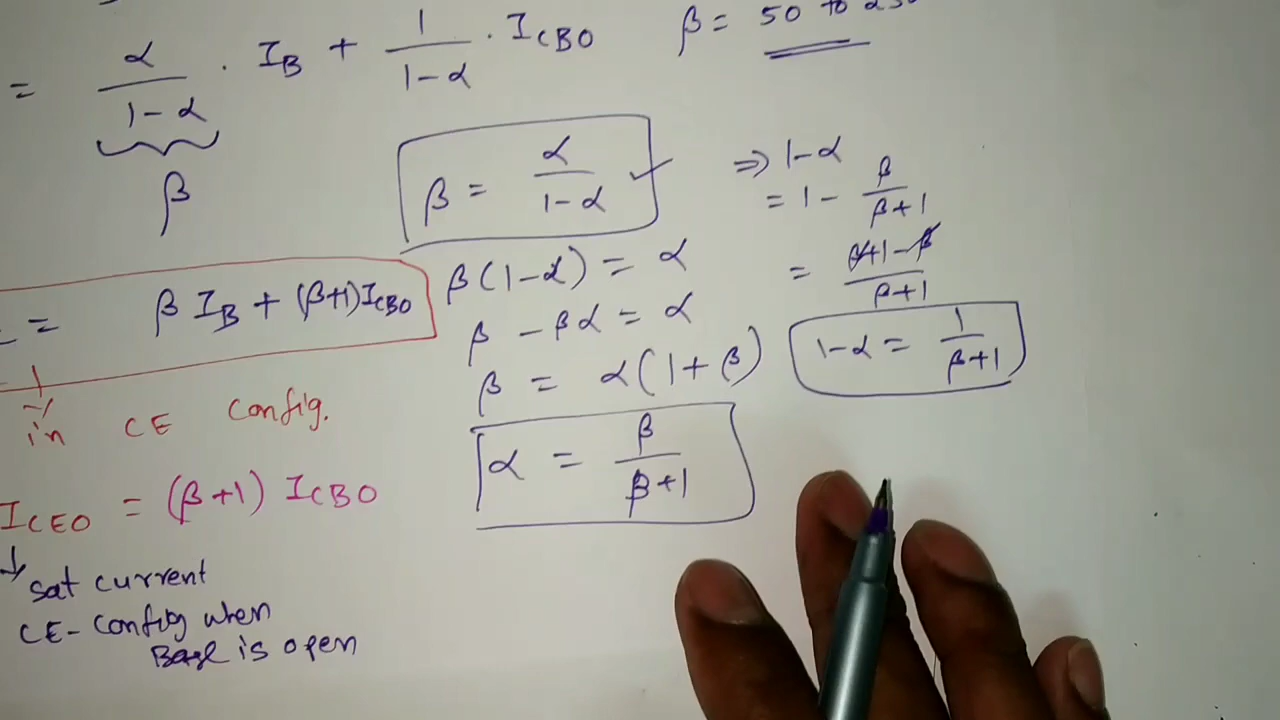 = α/(1-α) . I_B + 1/(1-α) . I_CBO
β
β = 50 to
β = α/(1-α) ✓
β(1-α) = α
β - βα = α
β = α(1+β)
α = β/(β+1)
⇒ 1-α
= 1 - β/(β+1)
= (β+1-β)/(β+1)
1-α = 1/(β+1)
= β I_B + (β+1)I_CBO
in CE Config.
I_CEO = (β+1) I_CBO
↓
sat current
CE- Config when
Base is open